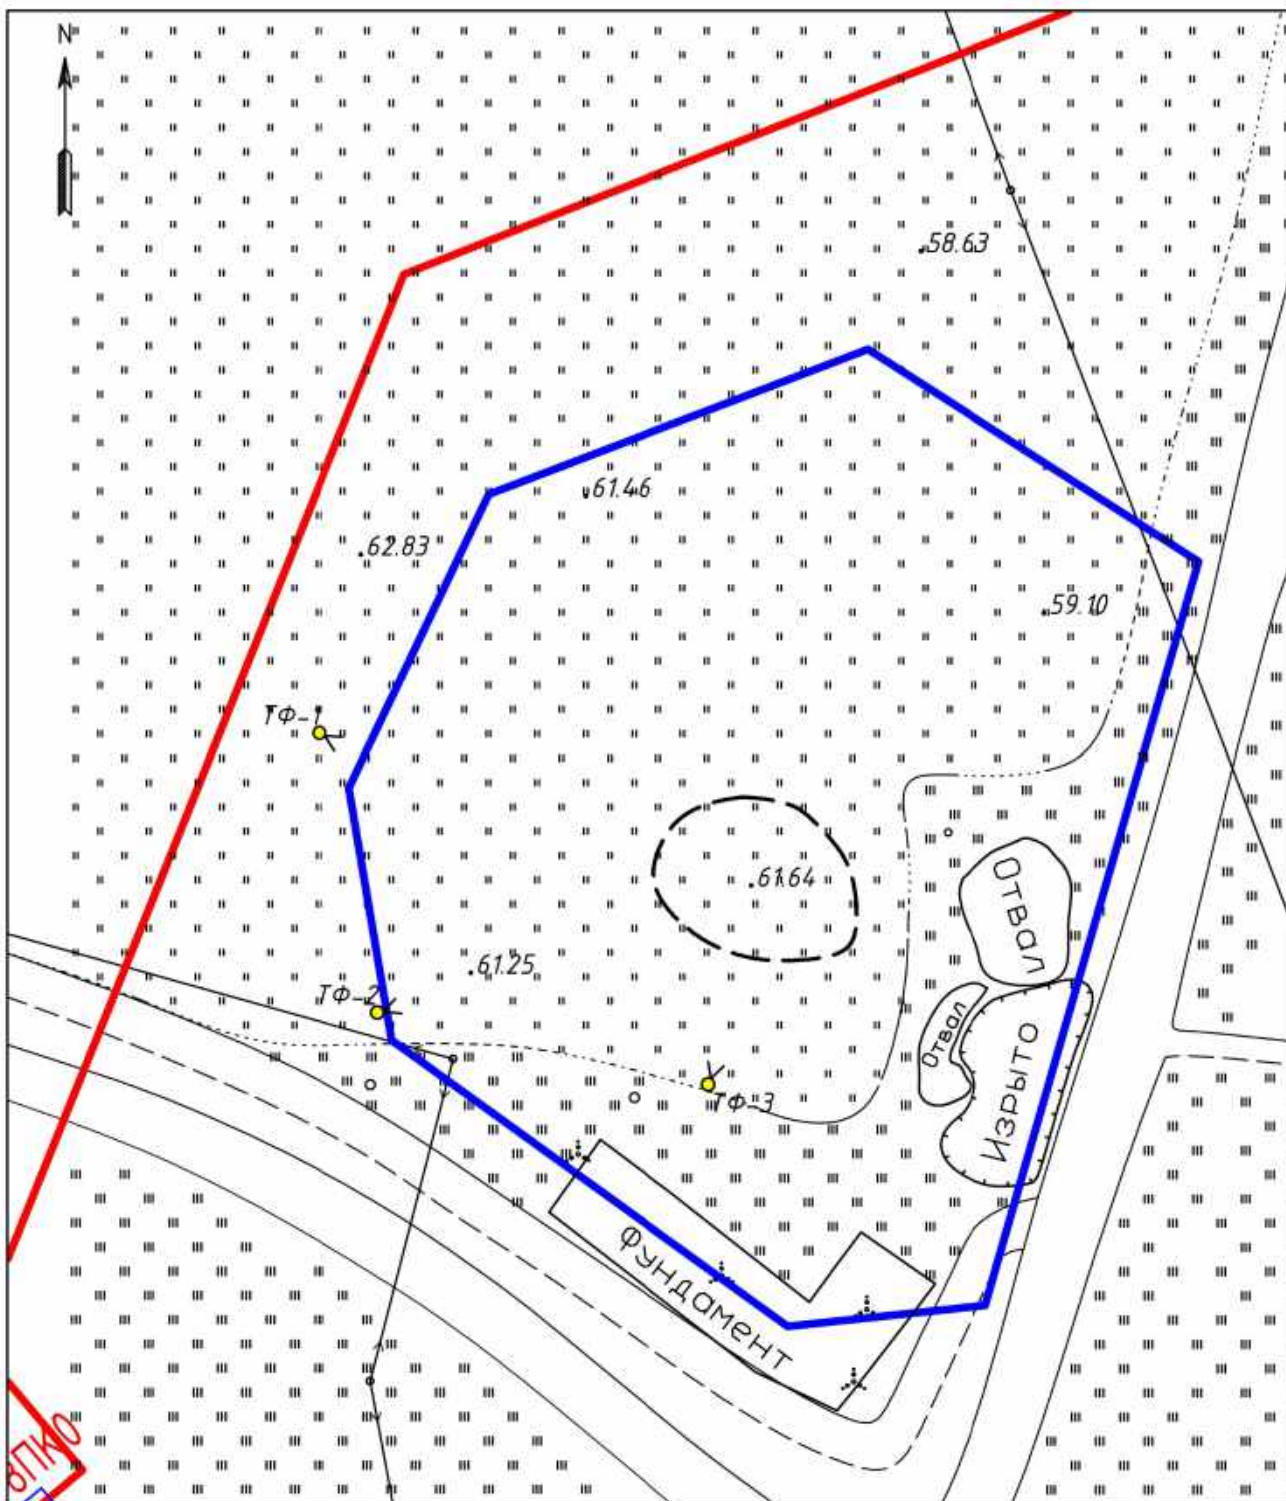 N
58.63
61.46
62.83
59.10
ТФ-1
Отвал
61.64
61.25
ТФ-2
Отвал
Изрыто
ТФ-3
Фундамент
ВПКО